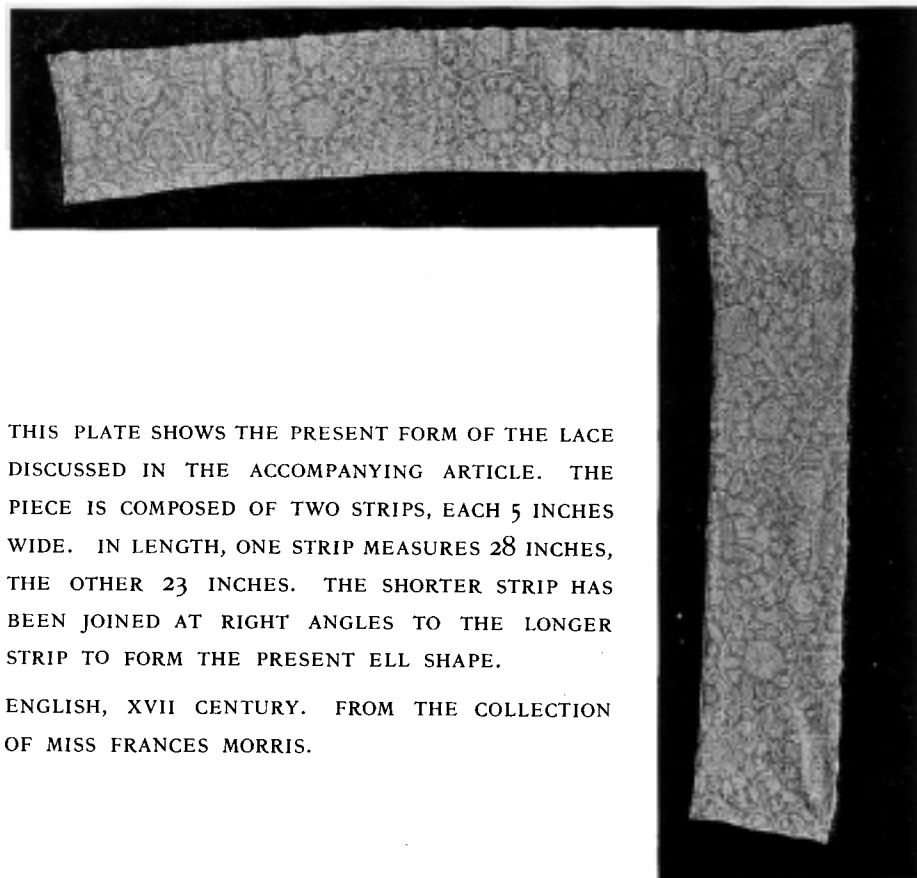 THIS PLATE SHOWS THE PRESENT FORM OF THE LACE
DISCUSSED IN THE ACCOMPANYING ARTICLE. THE
PIECE IS COMPOSED OF TWO STRIPS, EACH 5 INCHES
WIDE. IN LENGTH, ONE STRIP MEASURES 28 INCHES,
THE OTHER 23 INCHES. THE SHORTER STRIP HAS
BEEN JOINED AT RIGHT ANGLES TO THE LONGER
STRIP TO FORM THE PRESENT ELL SHAPE.
ENGLISH, XVII CENTURY. FROM THE COLLECTION
OF MISS FRANCES MORRIS.